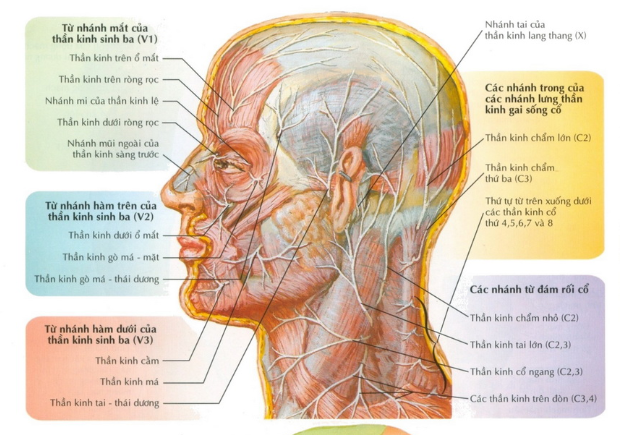 Từ nhánh mắt của
thần kinh sinh ba (V1)
Thần kinh trên ổ mắt
Thần kinh trên ròng rọc
Nhánh mi của thần kinh lệ
Thần kinh dưới ròng rọc
Nhánh mũi ngoài của
thần kinh sàng trước
Từ nhánh hàm trên của
thần kinh sinh ba (V2)
Thần kinh dưới ổ mắt
Thần kinh gò má - mặt
Thần kinh gò má - thái dương
Từ nhánh hàm dưới của
thần kinh sinh ba (V3)
Thần kinh cằm
Thần kinh má
Thần kinh tai - thái dương
Nhánh tai của
thần kinh lang thang (X)
Các nhánh trong của
các nhánh lưng thần
kinh gai sống cổ
Thần kinh chẩm lớn (C2)
Thần kinh chẩm
thứ ba (C3)
Thứ tự từ trên xuống dưới
các thần kinh cổ
thứ 4,5,6,7 và 8
Các nhánh từ đám rối cổ
Thần kinh chẩm nhỏ (C2)
Thần kinh tai lớn (C2,3)
Thần kinh cổ ngang (C2,3)
Các thần kinh trên đòn (C3,4)